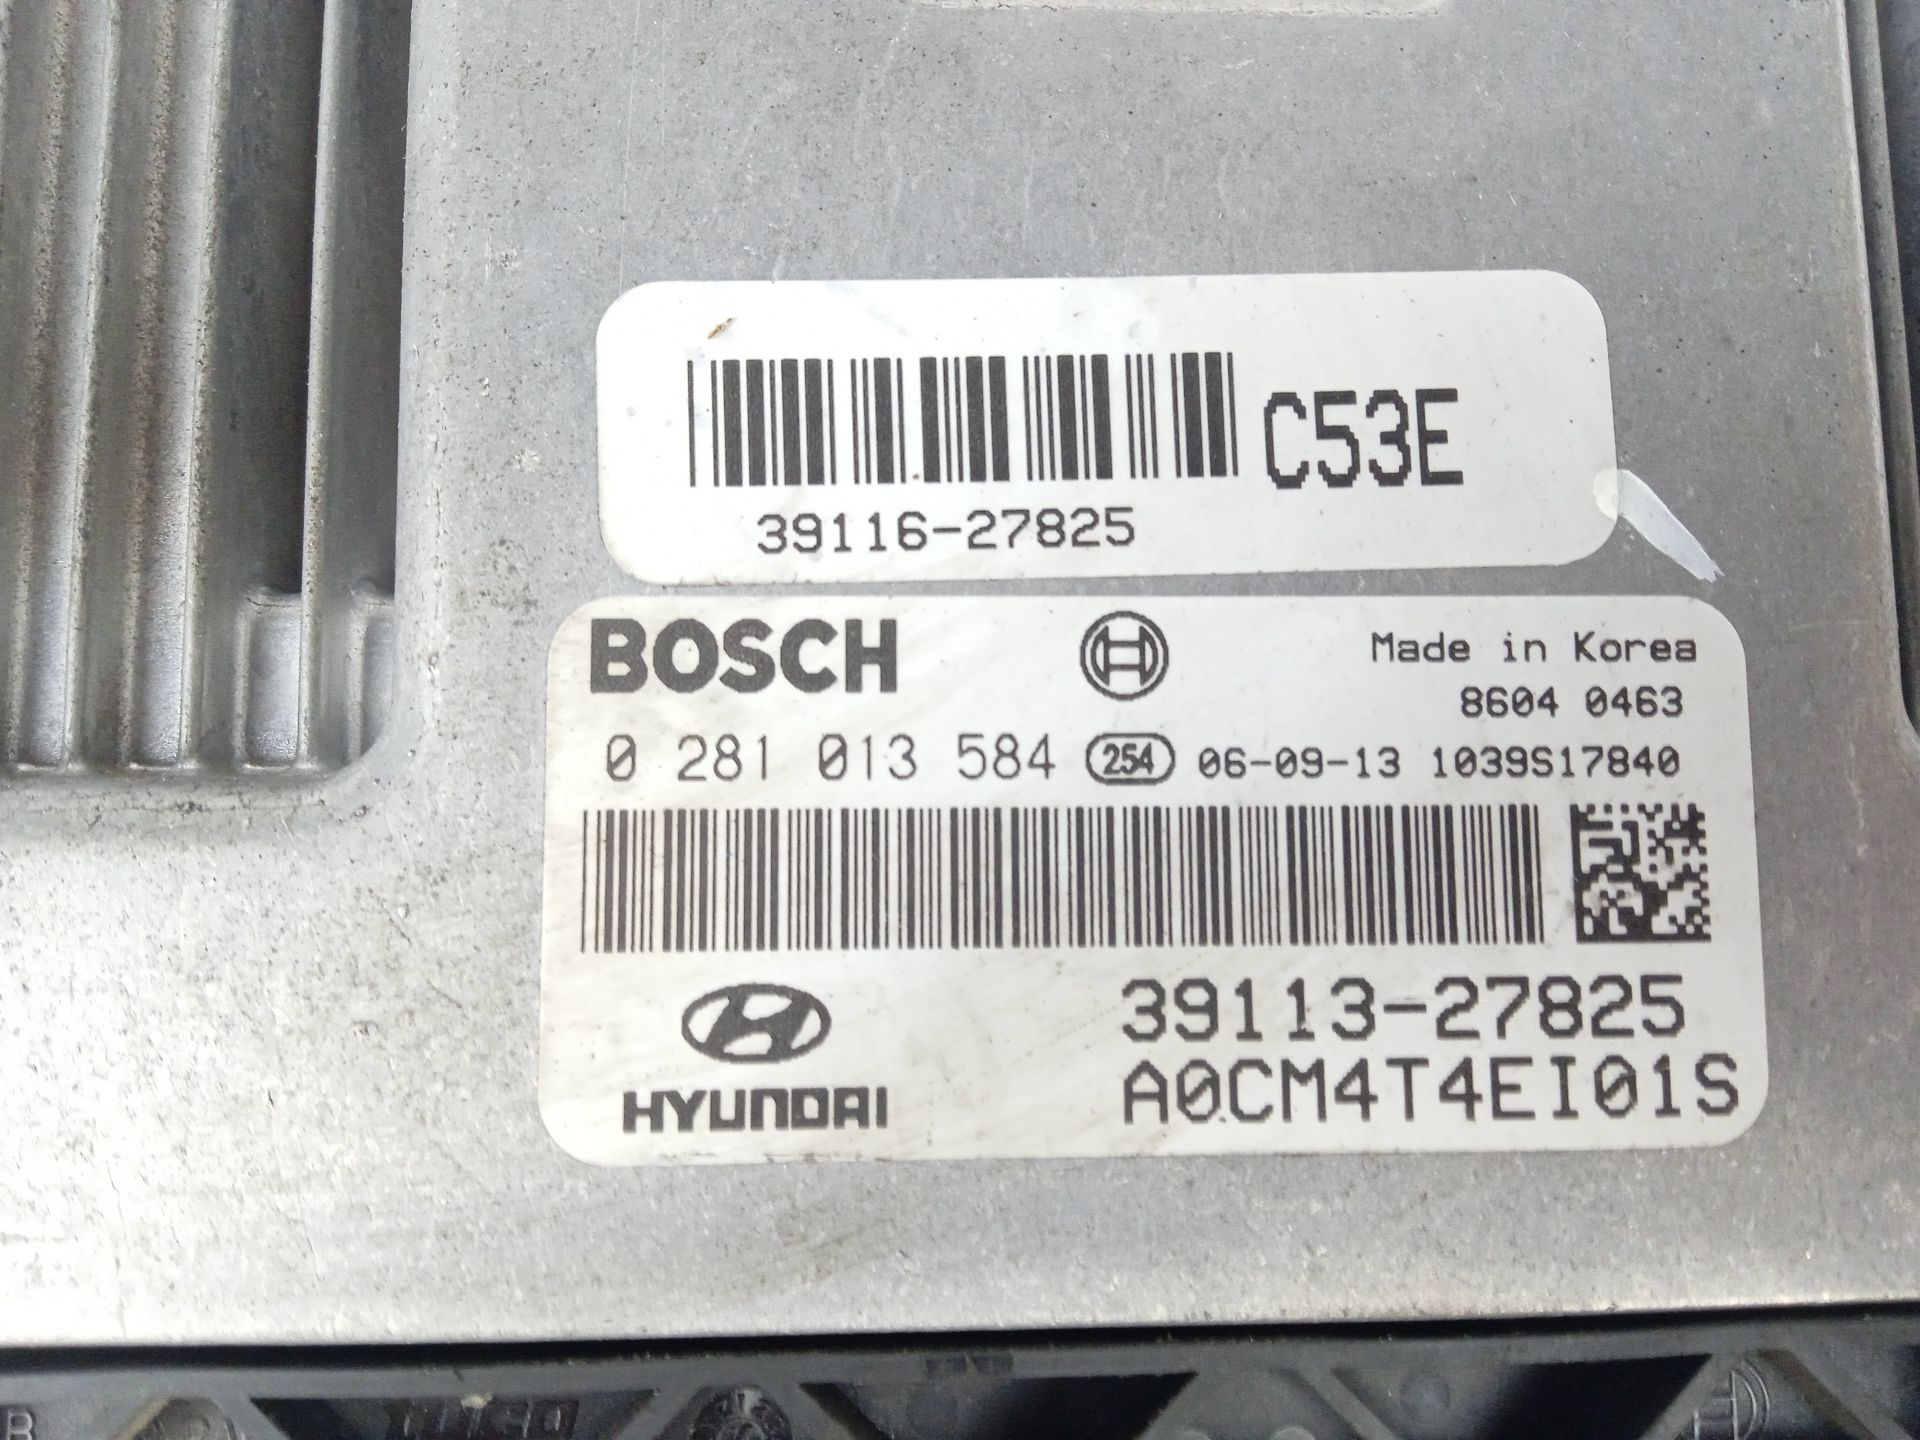 C53E
39116-27825
BOSCH
Made in Korea
8604 0463
0 281 013 584 254 06-09-13 1039S17840
39113-27825
HYUNDAI
A0CM4T4EI01S